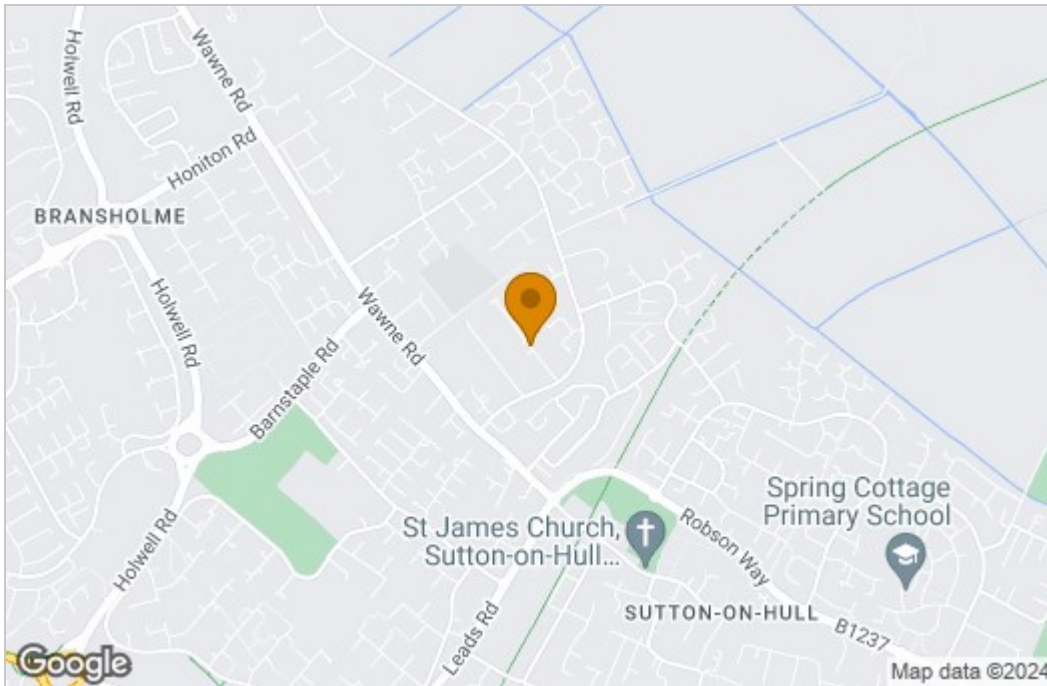 Holwell Rd
Wawne Rd
Honiton Rd
BRANSHOLME
Holwell Rd
Wawne Rd
Barnstaple Rd
Holwell Rd
St James Church,
Sutton-on-Hull...
Leads Rd
Robson Way
Spring Cottage
Primary School
SUTTON-ON-HULL
B1237
Google
Map data ©2024